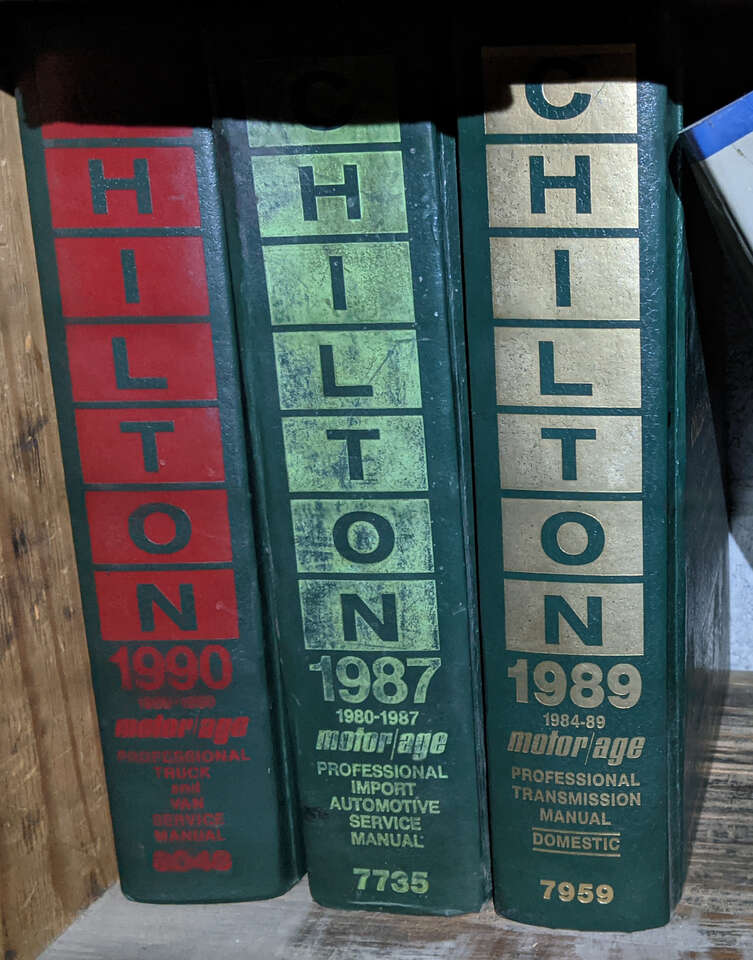 HILTON
1990
motor/age
PROFESSIONAL
TRUCK
and
VAN
SERVICE
MANUAL
8048
CHILTON
1987
1980-1987
motor/age
PROFESSIONAL
IMPORT
AUTOMOTIVE
SERVICE
MANUAL
7735
CHILTON
1989
1984-89
motor/age
PROFESSIONAL
TRANSMISSION
MANUAL
DOMESTIC
7959